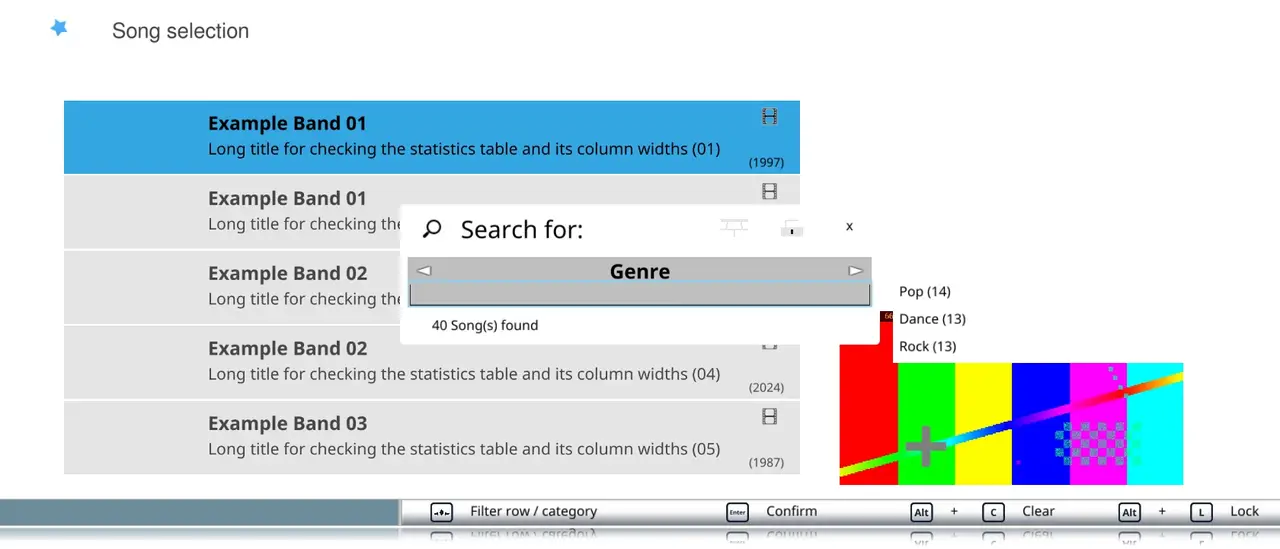 Song selection
Example Band 01
Long title for checking the statistics table and its column widths (01)
(1997)
Example Band 01
Long title for checking the
Example Band 02
Long title for checking the
Example Band 02
Long title for checking the statistics table and its column widths (04)
(2024)
Example Band 03
Long title for checking the statistics table and its column widths (05)
(1987)
Search for:
x
Genre
40 Song(s) found
Pop (14)
Dance (13)
Rock (13)
Filter row / category
Enter
Confirm
Alt + C Clear
Alt + L Lock